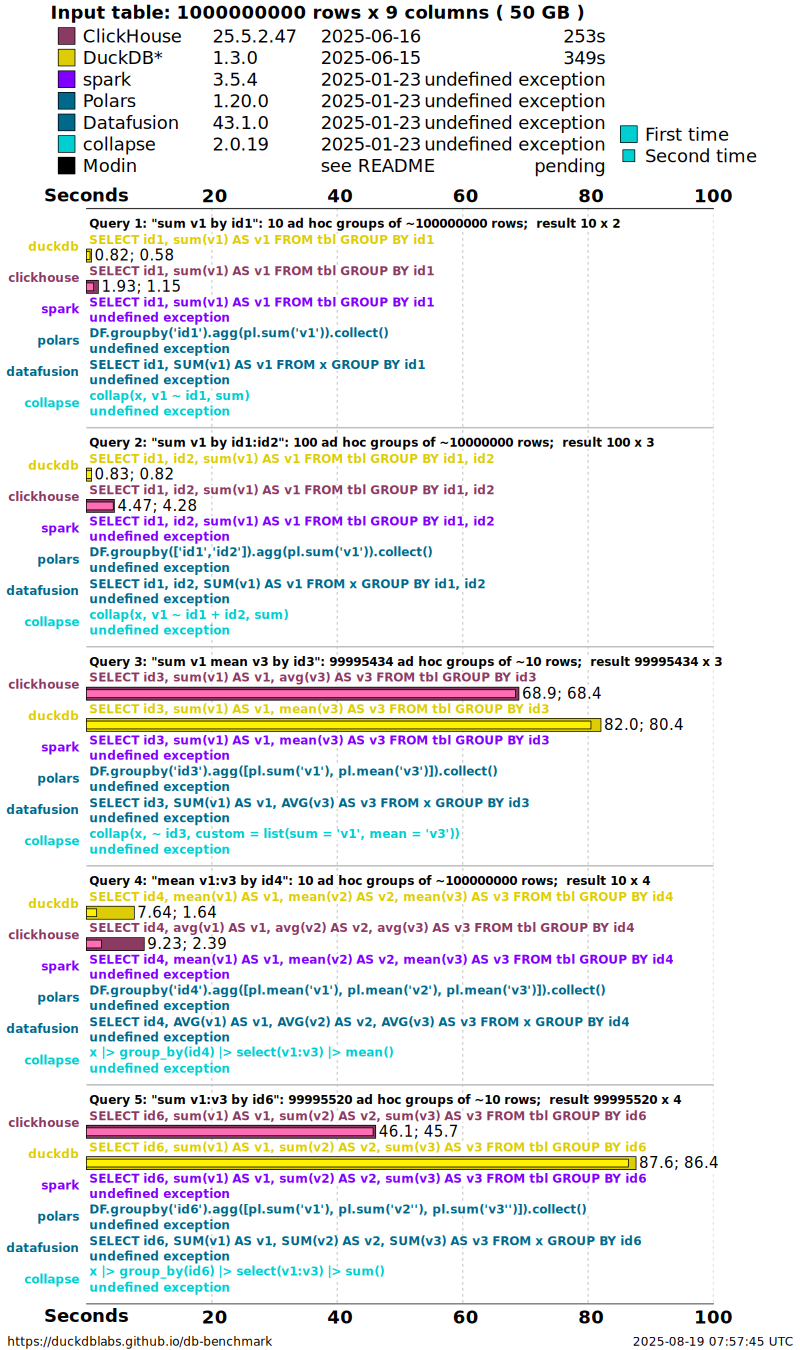 Input table: 1000000000 rows x 9 columns ( 50 GB )
ClickHouse 25.5.2.47 2025-06-16 253s
DuckDB* 1.3.0 2025-06-15 349s
spark 3.5.4 2025-01-23 undefined exception
Polars 1.20.0 2025-01-23 undefined exception
Datafusion 43.1.0 2025-01-23 undefined exception
collapse 2.0.19 2025-01-23 undefined exception
Modin see README pending
First time
Second time
Seconds 20 40 60 80 100
Query 1: "sum v1 by id1": 10 ad hoc groups of ~100000000 rows; result 10 x 2
duckdb SELECT id1, sum(v1) AS v1 FROM tbl GROUP BY id1
0.82; 0.58
clickhouse SELECT id1, sum(v1) AS v1 FROM tbl GROUP BY id1
1.93; 1.15
spark SELECT id1, sum(v1) AS v1 FROM tbl GROUP BY id1
undefined exception
polars DF.groupby('id1').agg(pl.sum('v1')).collect()
undefined exception
datafusion SELECT id1, SUM(v1) AS v1 FROM x GROUP BY id1
undefined exception
collapse collap(x, v1 ~ id1, sum)
undefined exception
Query 2: "sum v1 by id1:id2": 100 ad hoc groups of ~10000000 rows; result 100 x 3
duckdb SELECT id1, id2, sum(v1) AS v1 FROM tbl GROUP BY id1, id2
0.83; 0.82
clickhouse SELECT id1, id2, sum(v1) AS v1 FROM tbl GROUP BY id1, id2
4.47; 4.28
spark SELECT id1, id2, sum(v1) AS v1 FROM tbl GROUP BY id1, id2
undefined exception
polars DF.groupby(['id1','id2']).agg(pl.sum('v1')).collect()
undefined exception
datafusion SELECT id1, id2, SUM(v1) AS v1 FROM x GROUP BY id1, id2
undefined exception
collapse collap(x, v1 ~ id1 + id2, sum)
undefined exception
Query 3: "sum v1 mean v3 by id3": 99995434 ad hoc groups of ~10 rows; result 99995434 x 3
clickhouse SELECT id3, sum(v1) AS v1, avg(v3) AS v3 FROM tbl GROUP BY id3
68.9; 68.4
duckdb SELECT id3, sum(v1) AS v1, mean(v3) AS v3 FROM tbl GROUP BY id3
82.0; 80.4
spark SELECT id3, sum(v1) AS v1, mean(v3) AS v3 FROM tbl GROUP BY id3
undefined exception
polars DF.groupby('id3').agg([pl.sum('v1'), pl.mean('v3')]).collect()
undefined exception
datafusion SELECT id3, SUM(v1) AS v1, AVG(v3) AS v3 FROM x GROUP BY id3
undefined exception
collapse collap(x, ~ id3, custom = list(sum = 'v1', mean = 'v3'))
undefined exception
Query 4: "mean v1:v3 by id4": 10 ad hoc groups of ~100000000 rows; result 10 x 4
duckdb SELECT id4, mean(v1) AS v1, mean(v2) AS v2, mean(v3) AS v3 FROM tbl GROUP BY id4
7.64; 1.64
clickhouse SELECT id4, avg(v1) AS v1, avg(v2) AS v2, avg(v3) AS v3 FROM tbl GROUP BY id4
9.23; 2.39
spark SELECT id4, mean(v1) AS v1, mean(v2) AS v2, mean(v3) AS v3 FROM tbl GROUP BY id4
undefined exception
polars DF.groupby('id4').agg([pl.mean('v1'), pl.mean('v2'), pl.mean('v3')]).collect()
undefined exception
datafusion SELECT id4, AVG(v1) AS v1, AVG(v2) AS v2, AVG(v3) AS v3 FROM x GROUP BY id4
undefined exception
collapse x |> group_by(id4) |> select(v1:v3) |> mean()
undefined exception
Query 5: "sum v1:v3 by id6": 99995520 ad hoc groups of ~10 rows; result 99995520 x 4
clickhouse SELECT id6, sum(v1) AS v1, sum(v2) AS v2, sum(v3) AS v3 FROM tbl GROUP BY id6
46.1; 45.7
duckdb SELECT id6, sum(v1) AS v1, sum(v2) AS v2, sum(v3) AS v3 FROM tbl GROUP BY id6
87.6; 86.4
spark SELECT id6, sum(v1) AS v1, sum(v2) AS v2, sum(v3) AS v3 FROM tbl GROUP BY id6
undefined exception
polars DF.groupby('id6').agg([pl.sum('v1'), pl.sum('v2''), pl.sum('v3'')]).collect()
undefined exception
datafusion SELECT id6, SUM(v1) AS v1, SUM(v2) AS v2, SUM(v3) AS v3 FROM x GROUP BY id6
undefined exception
collapse x |> group_by(id6) |> select(v1:v3) |> sum()
undefined exception
Seconds 20 40 60 80 100
https://duckdblabs.github.io/db-benchmark 2025-08-19 07:57:45 UTC